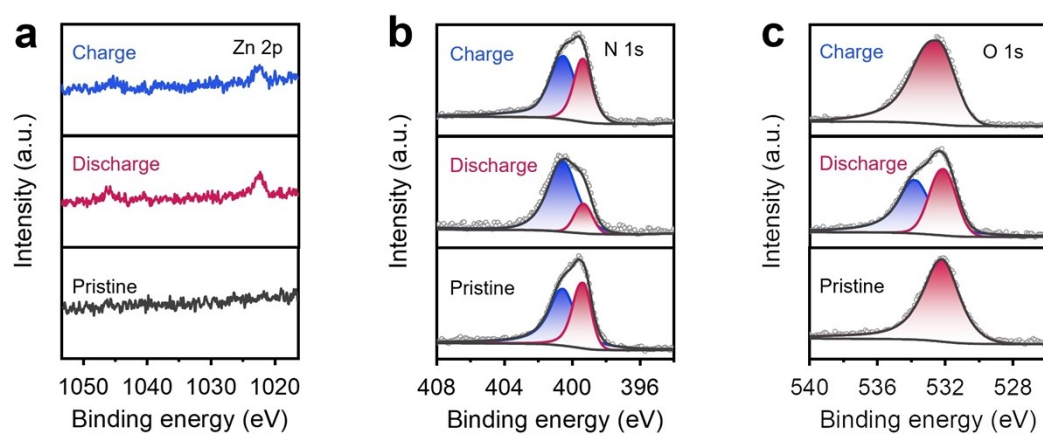 a
Zn 2p
Charge
Discharge
Pristine
Intensity (a.u.)
1050 1040 1030 1020
Binding energy (eV)
b
N 1s
Charge
Discharge
Pristine
Intensity (a.u.)
408 404 400 396
Binding energy (eV)
c
O 1s
Charge
Discharge
Pristine
Intensity (a.u.)
540 536 532 528
Binding energy (eV)